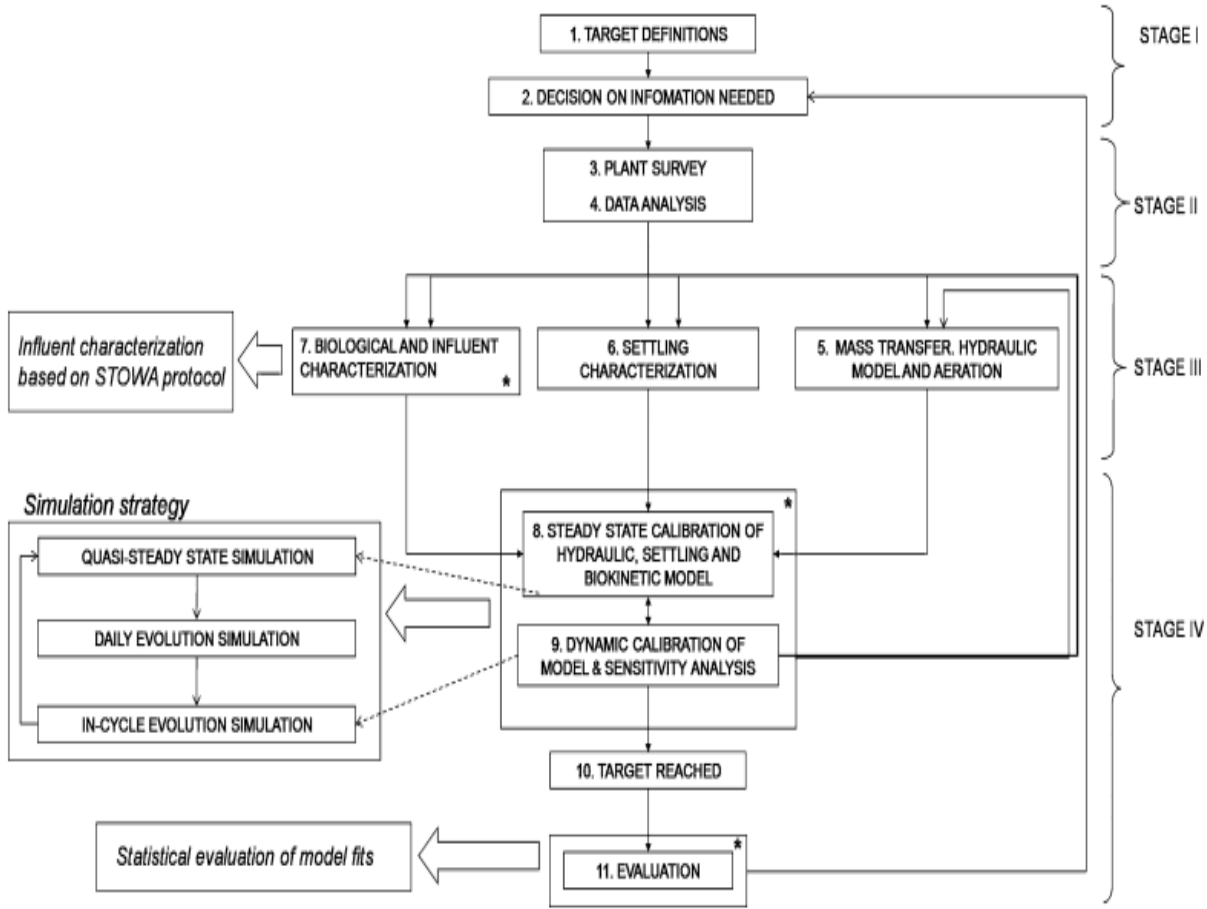 1. TARGET DEFINITIONS
STAGE I
2. DECISION ON INFOMATION NEEDED
3. PLANT SURVEY
4. DATA ANALYSIS
STAGE II
Influent characterization
based on STOWA protocol
7. BIOLOGICAL AND INFLUENT
CHARACTERIZATION
*
6. SETTLING
CHARACTERIZATION
5. MASS TRANSFER. HYDRAULIC
MODEL AND AERATION
STAGE III
Simulation strategy
QUASI-STEADY STATE SIMULATION
DAILY EVOLUTION SIMULATION
IN-CYCLE EVOLUTION SIMULATION
*
8. STEADY STATE CALIBRATION OF
HYDRAULIC, SETTLING AND
BIOKINETIC MODEL
9. DYNAMIC CALIBRATION OF
MODEL & SENSITIVITY ANALYSIS
STAGE IV
10. TARGET REACHED
Statistical evaluation of model fits
*
11. EVALUATION